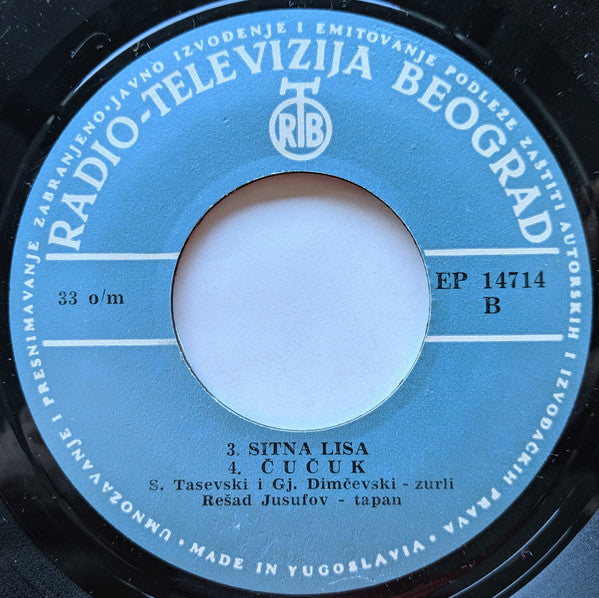 UMNOŽAVANJE I PRESNIMAVANJE ZABRANJENO · JAVNO IZVOĐENJE I EMITOVANJE PODLEŽE ZAŠTITI AUTORSKIH I IZVOĐAČKIH PRAVA ·
RADIO-TELEVIZIJA BEOGRAD
RTB
33 o/m
EP 14714
B
3. SITNA LISA
4. ČUČUK
S. Tasevski i Gj. Dimčevski - zurli
Rešad Jusufov - tapan
· MADE IN YUGOSLAVIA ·